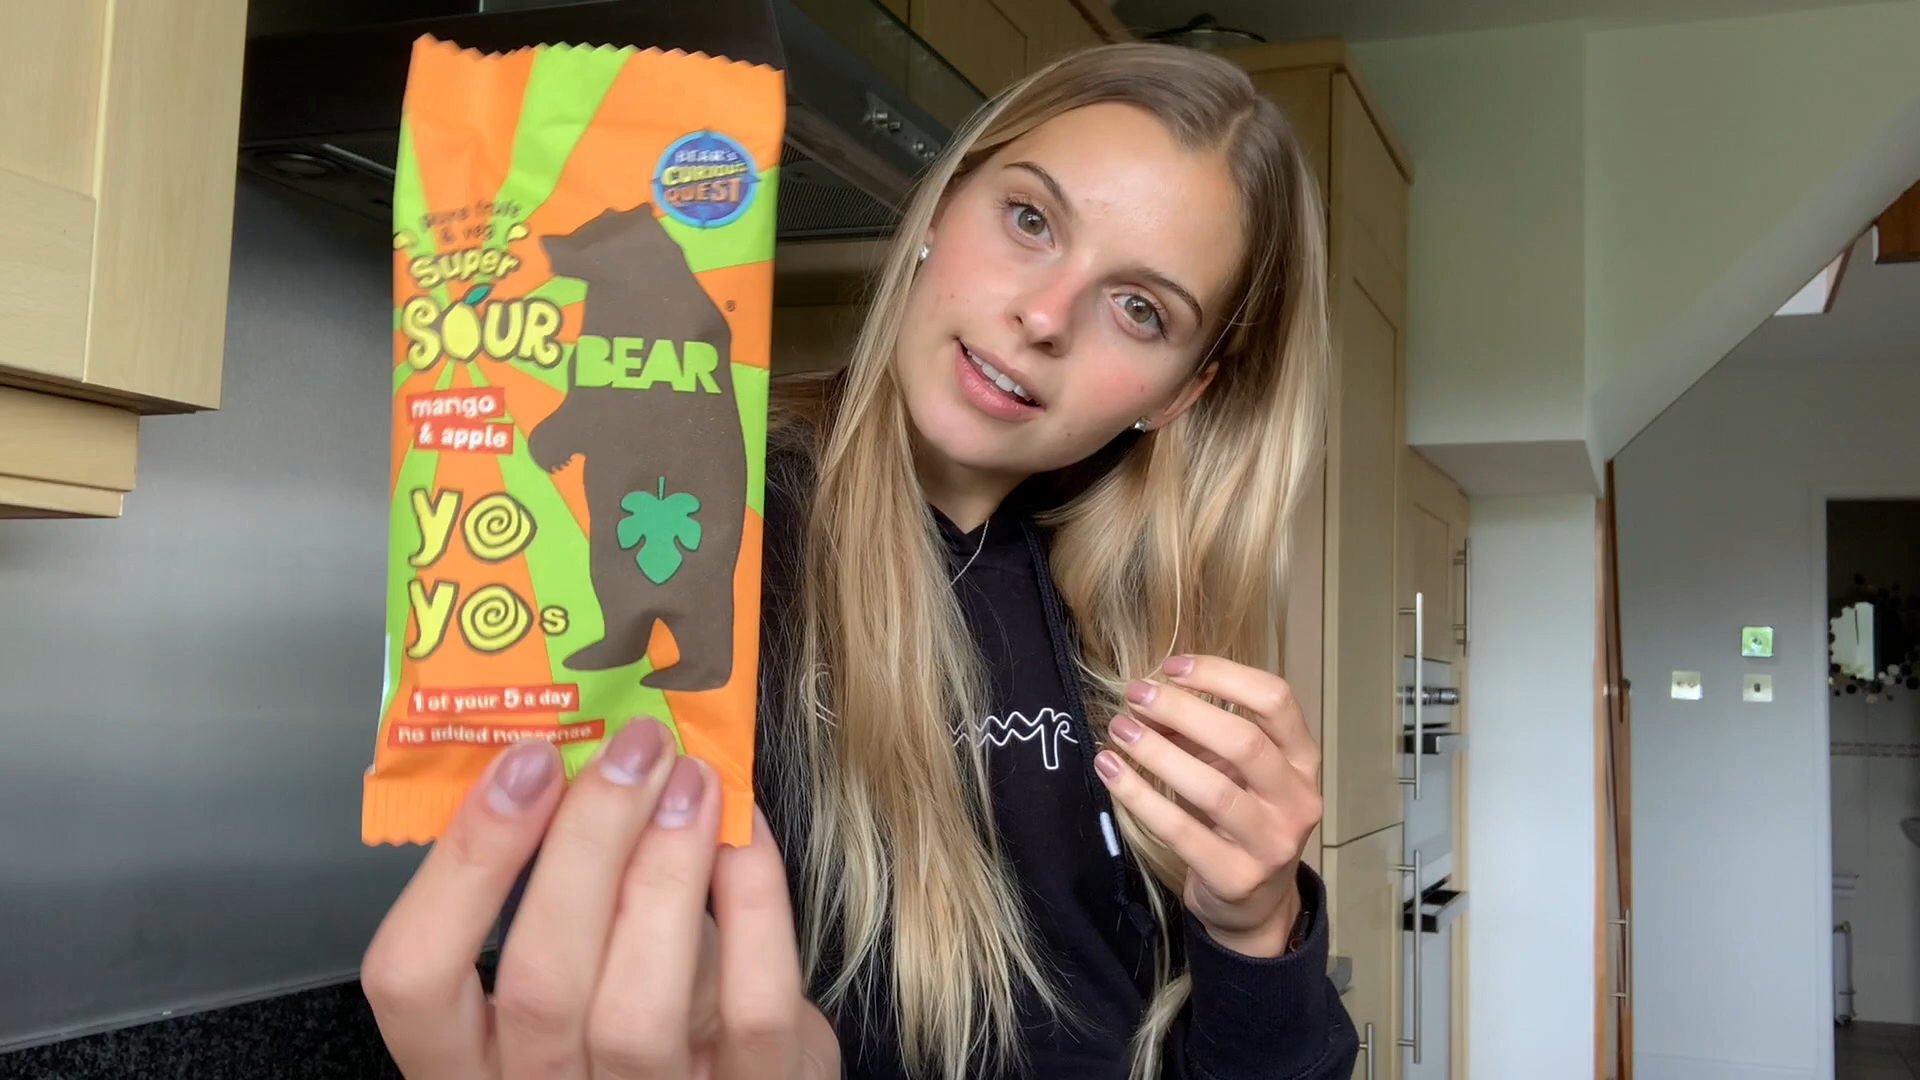 BEAR'S
CURIOUS
QUEST
pure fruit
& veg
super
SOUR
BEAR
®
mango
& apple
yo
yos
1 of your 5 a day
no added nonsense